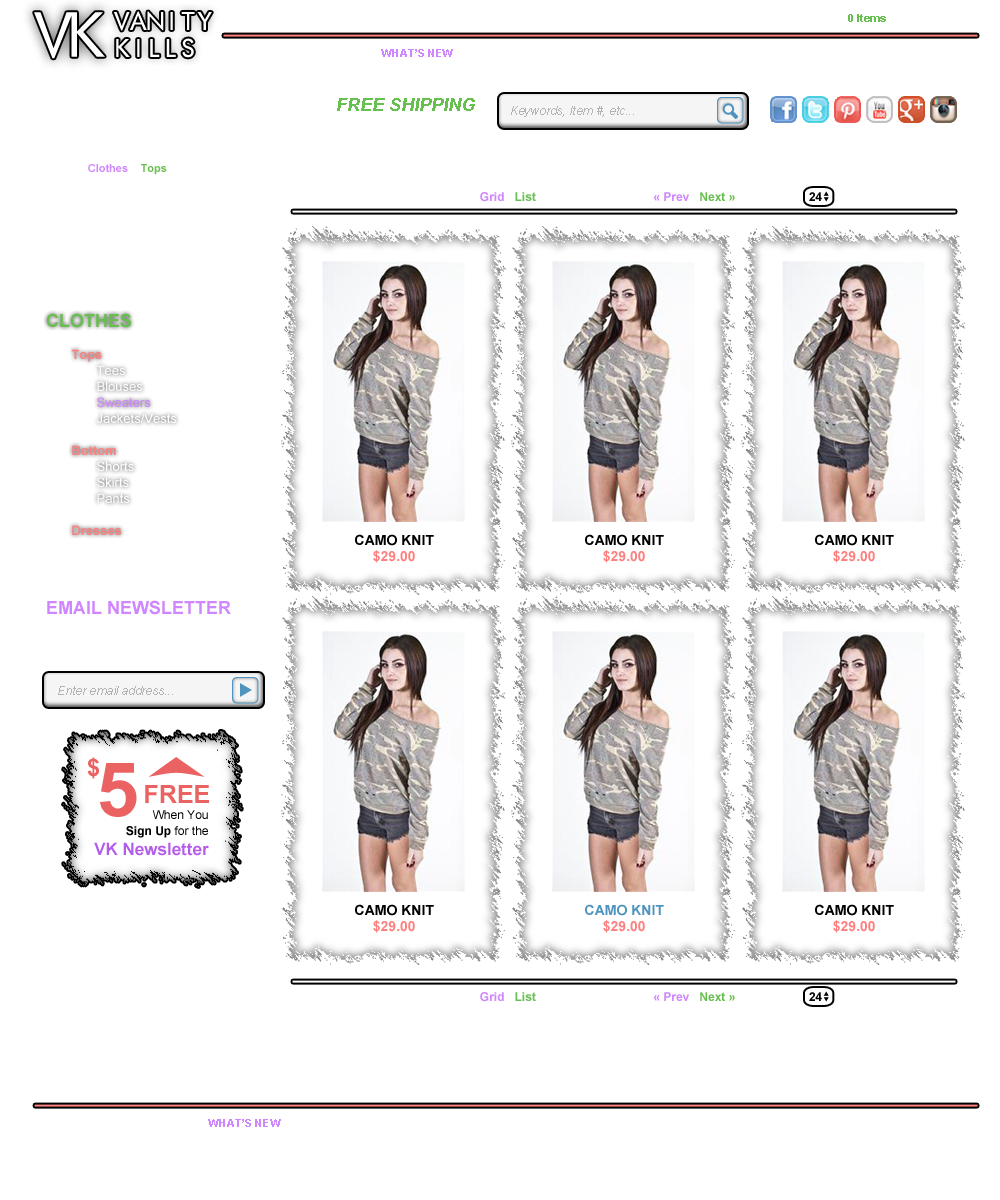 VK VANITY
KILLS
0 Items
WHAT'S NEW
FREE SHIPPING
Keywords, Item #, etc...
You
Tube
Clothes Tops
Grid List « Prev Next » 24
CLOTHES
Tops
Tees
Blouses
Sweaters
Jackets/Vests
Bottom
Shorts
Skirts
Pants
Dresses
EMAIL NEWSLETTER
Enter email address...
$5 FREE
When You
Sign Up for the
VK Newsletter
CAMO KNIT
$29.00
CAMO KNIT
$29.00
CAMO KNIT
$29.00
CAMO KNIT
$29.00
CAMO KNIT
$29.00
CAMO KNIT
$29.00
Grid List « Prev Next » 24
WHAT'S NEW